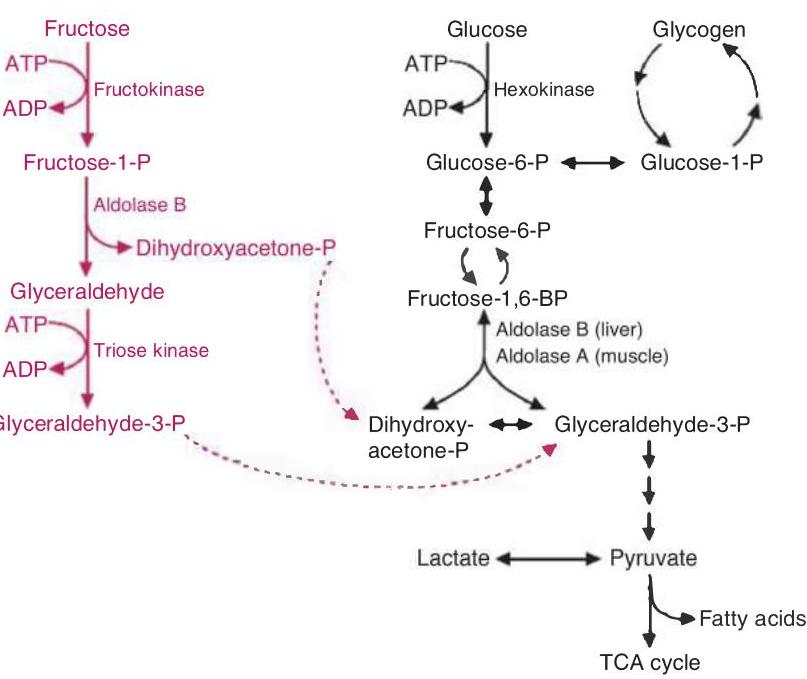 Fructose
ATP
ADP
Fructokinase
Fructose-1-P
Aldolase B
Dihydroxyacetone-P
Glyceraldehyde
ATP
ADP
Triose kinase
Glyceraldehyde-3-P
Glucose
ATP
ADP
Hexokinase
Glycogen
Glucose-6-P
Glucose-1-P
Fructose-6-P
Fructose-1,6-BP
Aldolase B (liver)
Aldolase A (muscle)
Dihydroxy-
acetone-P
Glyceraldehyde-3-P
Lactate
Pyruvate
Fatty acids
TCA cycle